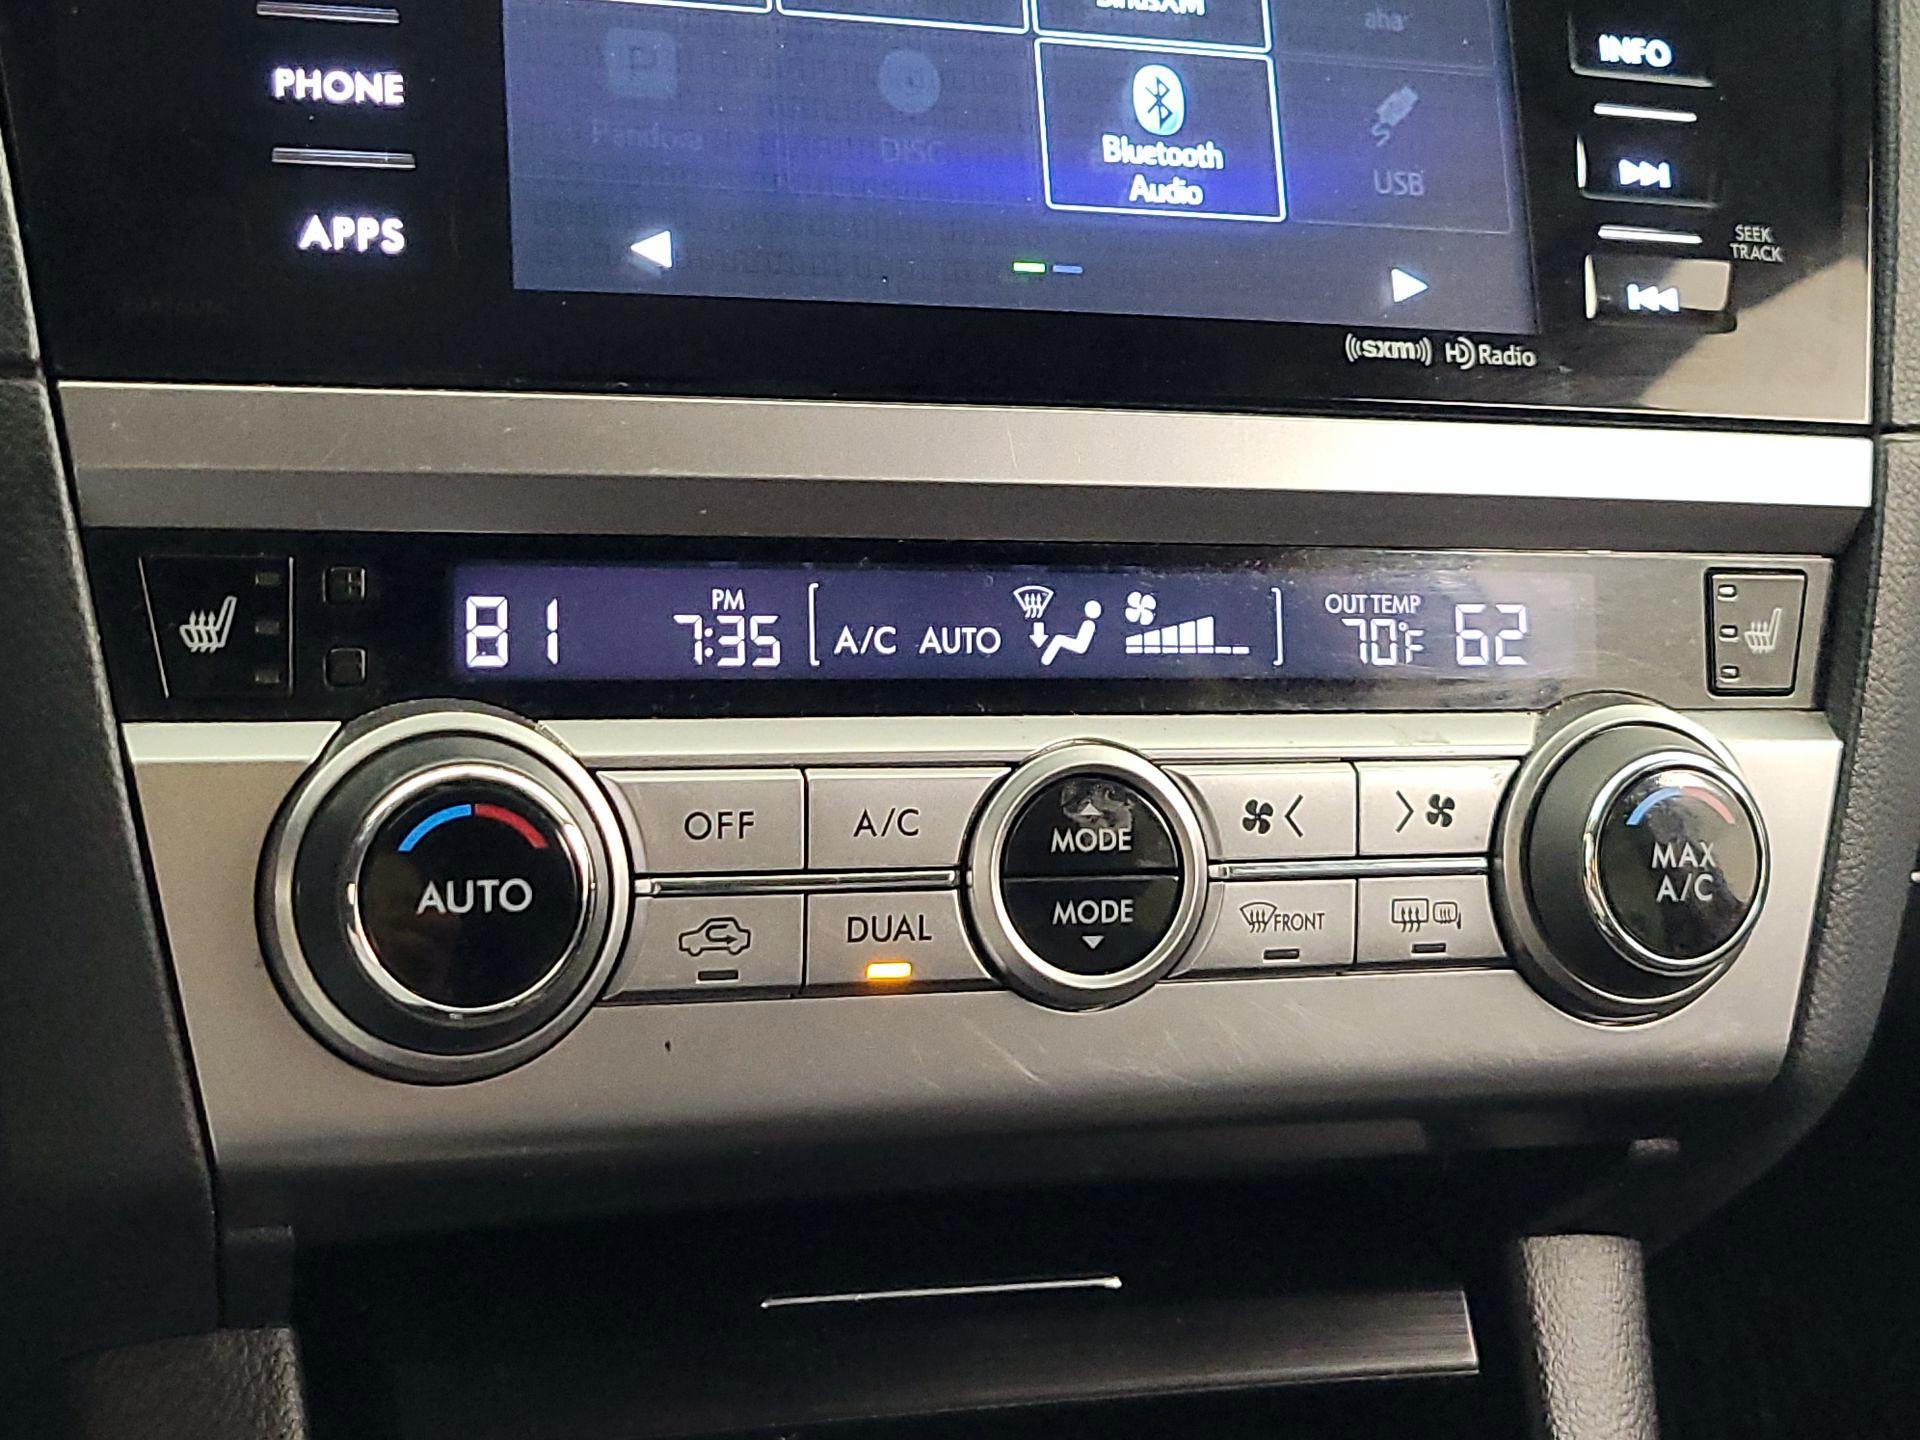 SiriusXM
aha
INFO
PHONE
Pandora
DISC
Bluetooth
Audio
USB
APPS
SEEK
TRACK
((sxm)) HD Radio
81
PM
7:35
A/C AUTO
OUT TEMP
70°F
62
AUTO
OFF
A/C
MODE
MODE
DUAL
FRONT
MAX
A/C